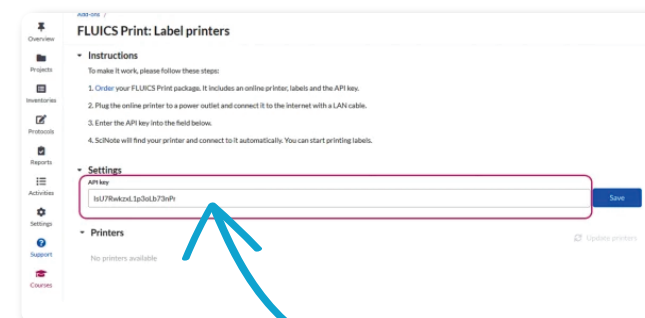 Add-ons /
FLUICS Print: Label printers
Overview
Projects
Inventories
Protocols
Reports
Activities
Settings
Support
Courses
Instructions
To make it work, please follow these steps:
1. Order your FLUICS Print package. It includes an online printer, labels and the API key.
2. Plug the online printer to a power outlet and connect it to the internet with a LAN cable.
3. Enter the API key into the field below.
4. SciNote will find your printer and connect to it automatically. You can start printing labels.
Settings
API key
IsU7RwkzxL1p3oLb73nPr
Save
Printers
Update printers
No printers available